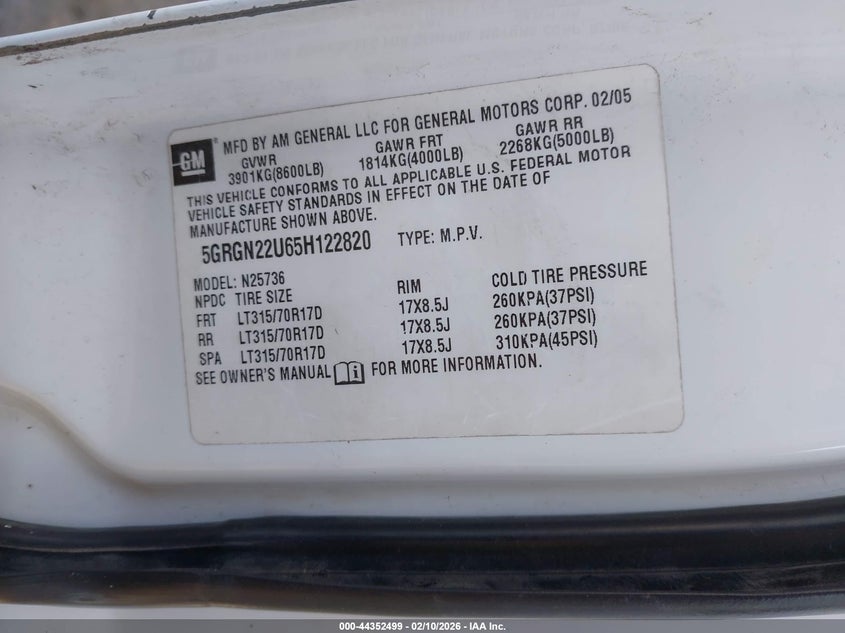 GM
MFD BY AM GENERAL LLC FOR GENERAL MOTORS CORP. 02/05
GVWR GAWR FRT GAWR RR
3901KG(8600LB) 1814KG(4000LB) 2268KG(5000LB)
THIS VEHICLE CONFORMS TO ALL APPLICABLE U.S. FEDERAL MOTOR
VEHICLE SAFETY STANDARDS IN EFFECT ON THE DATE OF
MANUFACTURE SHOWN ABOVE.
5GRGN22U65H122820 TYPE: M.P.V.
MODEL: N25736
NPDC TIRE SIZE RIM COLD TIRE PRESSURE
FRT LT315/70R17D 17X8.5J 260KPA(37PSI)
RR LT315/70R17D 17X8.5J 260KPA(37PSI)
SPA LT315/70R17D 17X8.5J 310KPA(45PSI)
SEE OWNER'S MANUAL FOR MORE INFORMATION.
000-44352499 — 02/10/2026 — IAA Inc.